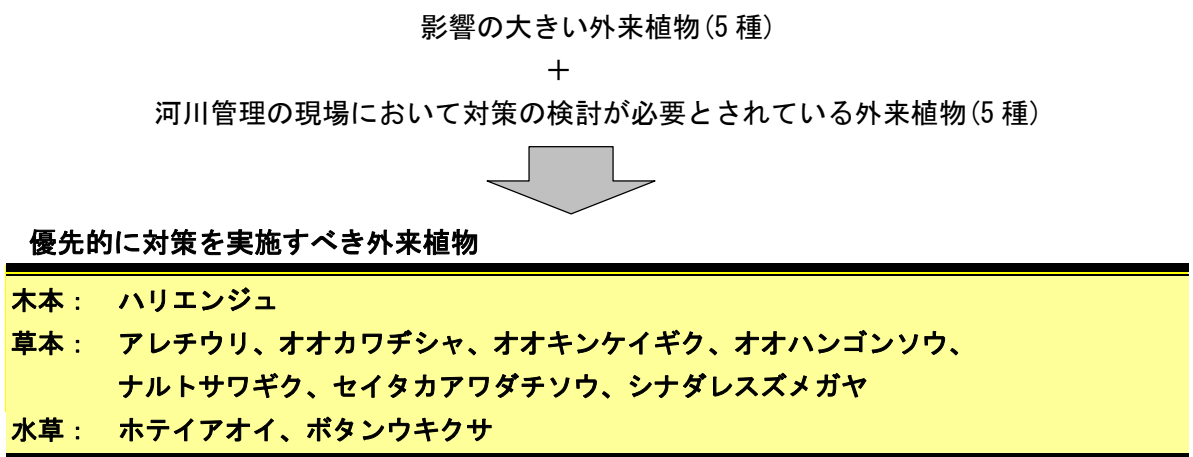 影響の大きい外来植物(5 種)
＋
河川管理の現場において対策の検討が必要とされている外来植物(5 種)
優先的に対策を実施すべき外来植物
木本： ハリエンジュ
草本： アレチウリ、オオカワヂシャ、オオキンケイギク、オオハンゴンソウ、
ナルトサワギク、セイタカアワダチソウ、シナダレスズメガヤ
水草： ホテイアオイ、ボタンウキクサ